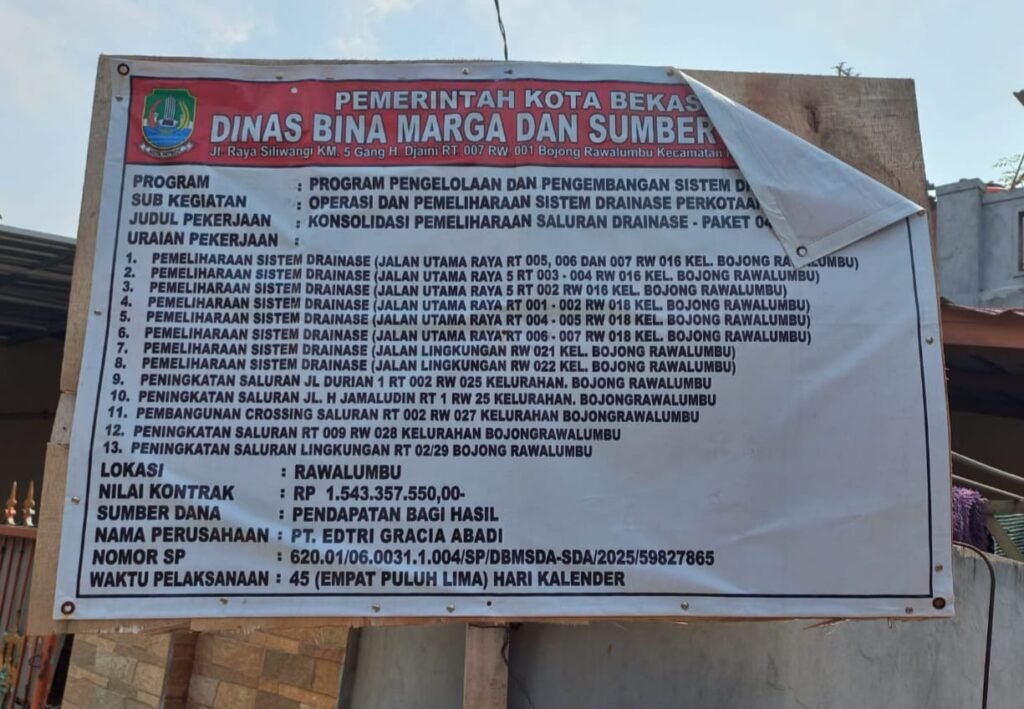 PEMERINTAH KOTA BEKAS
DINAS BINA MARGA DAN SUMBER
Jl. Raya Siliwangi KM. 5 Gang H. Djaini RT 007 RW 001 Bojong Rawalumbu Kecamatan
PROGRAM : PROGRAM PENGELOLAAN DAN PENGEMBANGAN SISTEM
SUB KEGIATAN : OPERASI DAN PEMELIHARAAN SISTEM DRAINASE PERKOTAA
JUDUL PEKERJAAN : KONSOLIDASI PEMELIHARAAN SALURAN DRAINASE - PAKET 04
URAIAN PEKERJAAN :
1. PEMELIHARAAN SISTEM DRAINASE (JALAN UTAMA RAYA RT 005, 006 DAN 007 RW 016 KEL. BOJONG RAWALUMBU)
2. PEMELIHARAAN SISTEM DRAINASE (JALAN UTAMA RAYA 5 RT 003 - 004 RW 016 KEL. BOJONG RAWALUMBU)
3. PEMELIHARAAN SISTEM DRAINASE (JALAN UTAMA RAYA 5 RT 002 RW 016 KEL. BOJONG RAWALUMBU)
4. PEMELIHARAAN SISTEM DRAINASE (JALAN UTAMA RAYA RT 001 - 002 RW 018 KEL. BOJONG RAWALUMBU)
5. PEMELIHARAAN SISTEM DRAINASE (JALAN UTAMA RAYA RT 004 - 005 RW 018 KEL. BOJONG RAWALUMBU)
6. PEMELIHARAAN SISTEM DRAINASE (JALAN UTAMA RAYA RT 006 - 007 RW 018 KEL. BOJONG RAWALUMBU)
7. PEMELIHARAAN SISTEM DRAINASE (JALAN LINGKUNGAN RW 021 KEL. BOJONG RAWALUMBU)
8. PEMELIHARAAN SISTEM DRAINASE (JALAN LINGKUNGAN RW 022 KEL. BOJONG RAWALUMBU)
9. PENINGKATAN SALURAN JL DURIAN 1 RT 002 RW 025 KELURAHAN. BOJONG RAWALUMBU
10. PENINGKATAN SALURAN JL. H JAMALUDIN RT 1 RW 25 KELURAHAN. BOJONGRAWALUMBU
11. PEMBANGUNAN CROSSING SALURAN RT 002 RW 027 KELURAHAN BOJONGRAWALUMBU
12. PENINGKATAN SALURAN RT 009 RW 028 KELURAHAN BOJONGRAWALUMBU
13. PENINGKATAN SALURAN LINGKUNGAN RT 02/29 BOJONG RAWALUMBU
LOKASI : RAWALUMBU
NILAI KONTRAK : RP 1.543.357.550,00-
SUMBER DANA : PENDAPATAN BAGI HASIL
NAMA PERUSAHAAN : PT. EDTRI GRACIA ABADI
NOMOR SP : 620.01/06.0031.1.004/SP/DBMSDA-SDA/2025/59827865
WAKTU PELAKSANAAN : 45 (EMPAT PULUH LIMA) HARI KALENDER